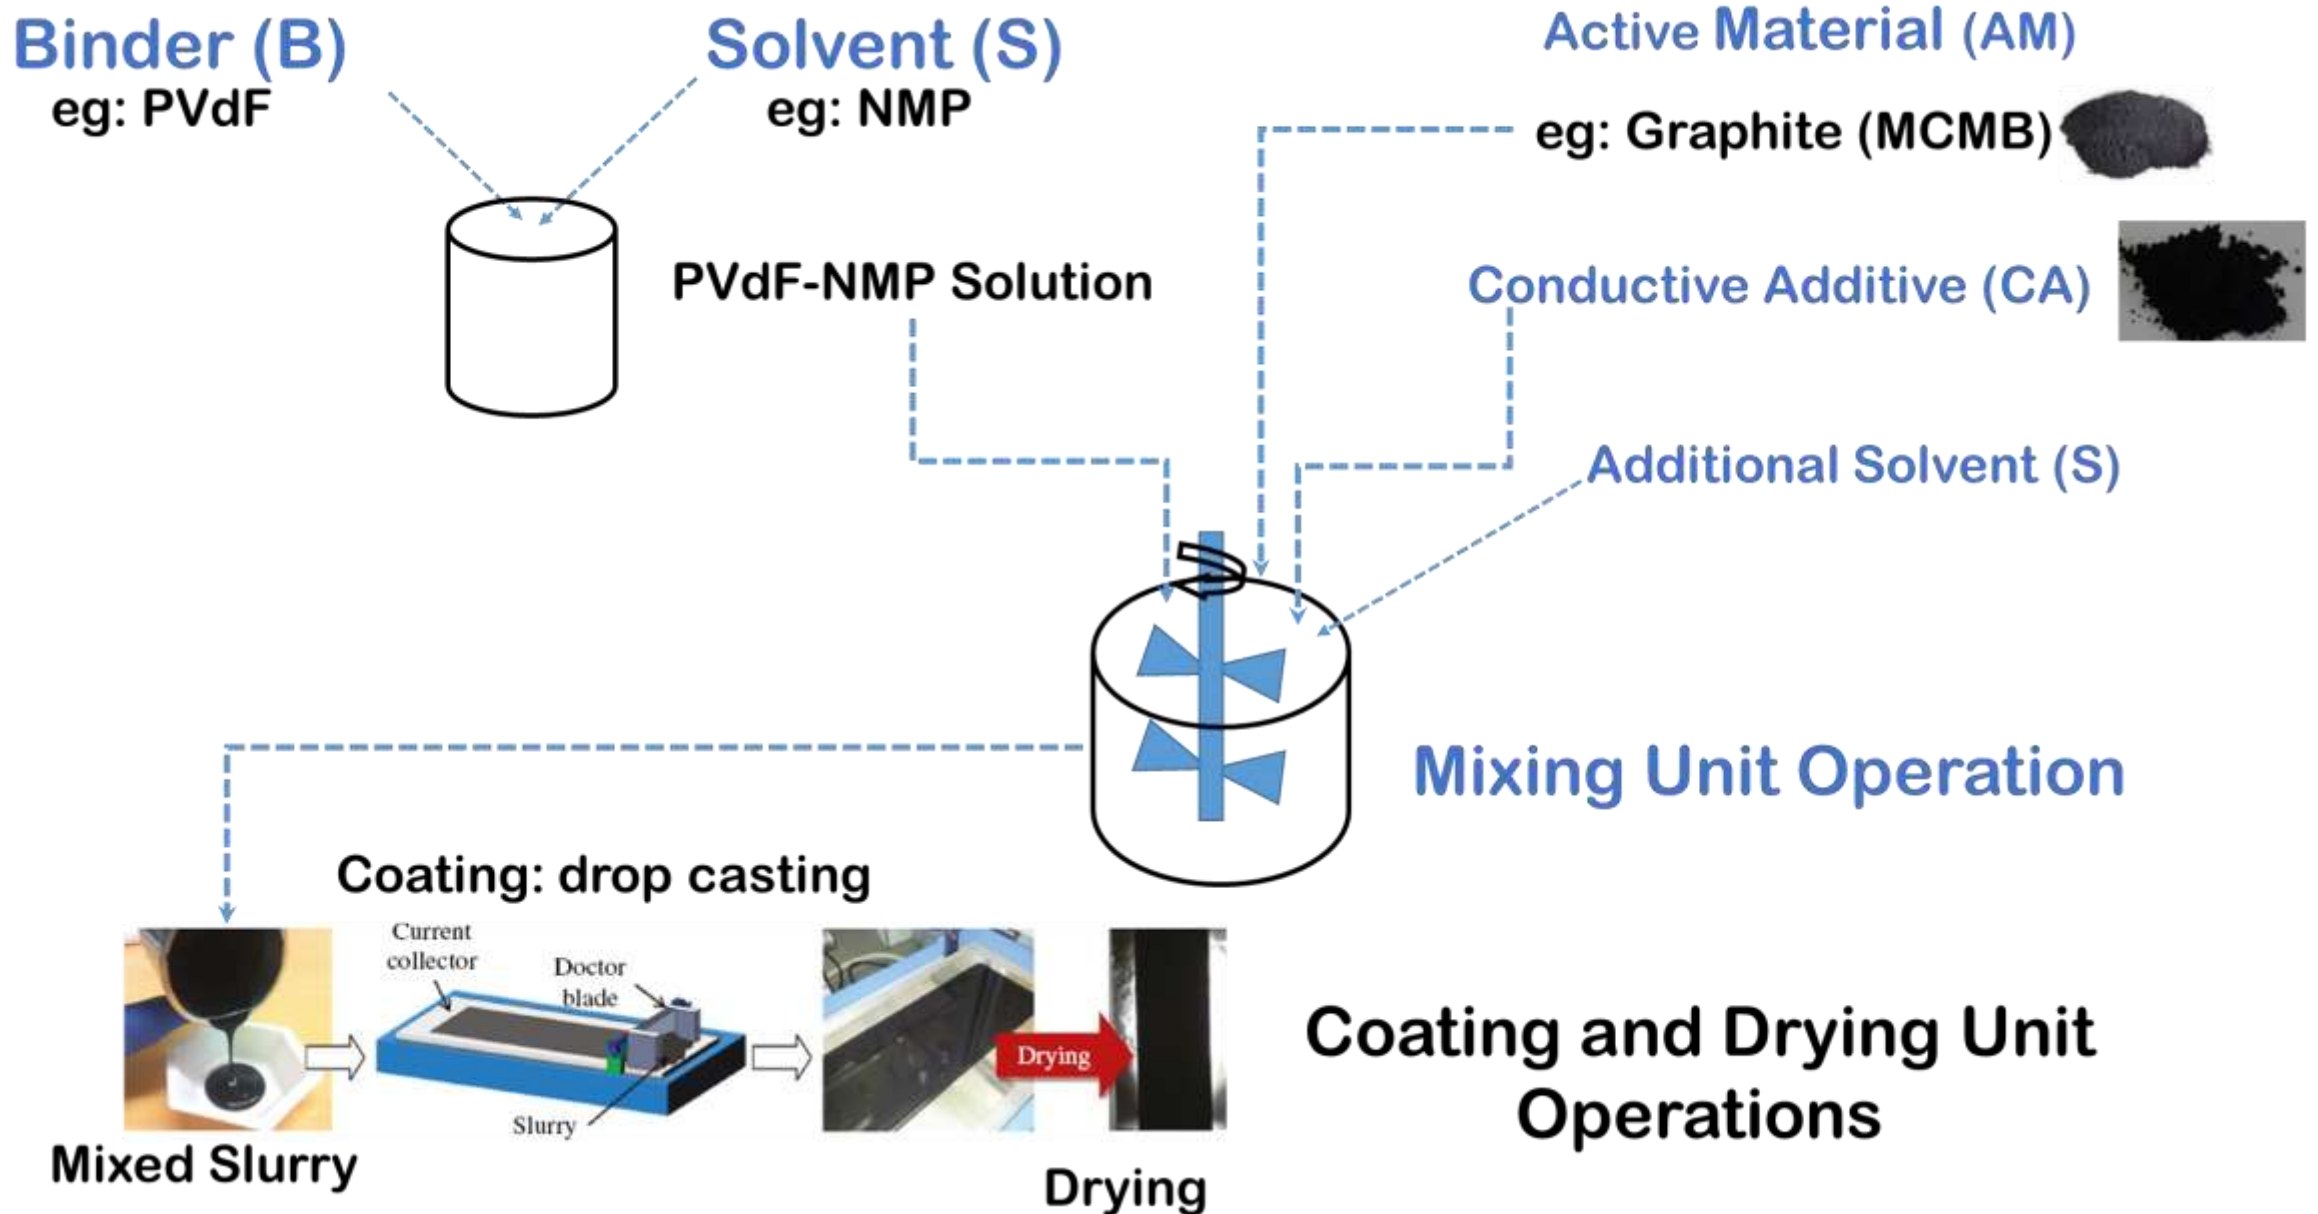 Binder (B)
eg: PVdF
Solvent (S)
eg: NMP
Active Material (AM)
eg: Graphite (MCMB)
PVdF-NMP Solution
Conductive Additive (CA)
Additional Solvent (S)
Mixing Unit Operation
Coating: drop casting
Current
collector
Doctor
blade
Slurry
Drying
Mixed Slurry
Drying
Coating and Drying Unit
Operations